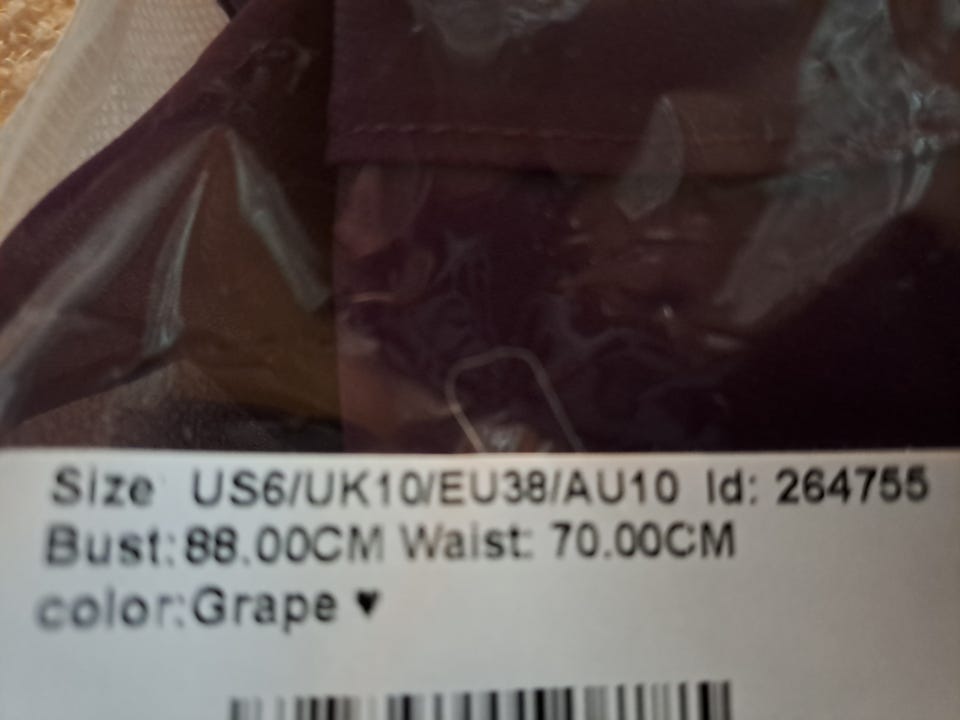 Size US6/UK10/EU38/AU10 Id: 264755
Bust:88.00CM Waist: 70.00CM
color:Grape ♥